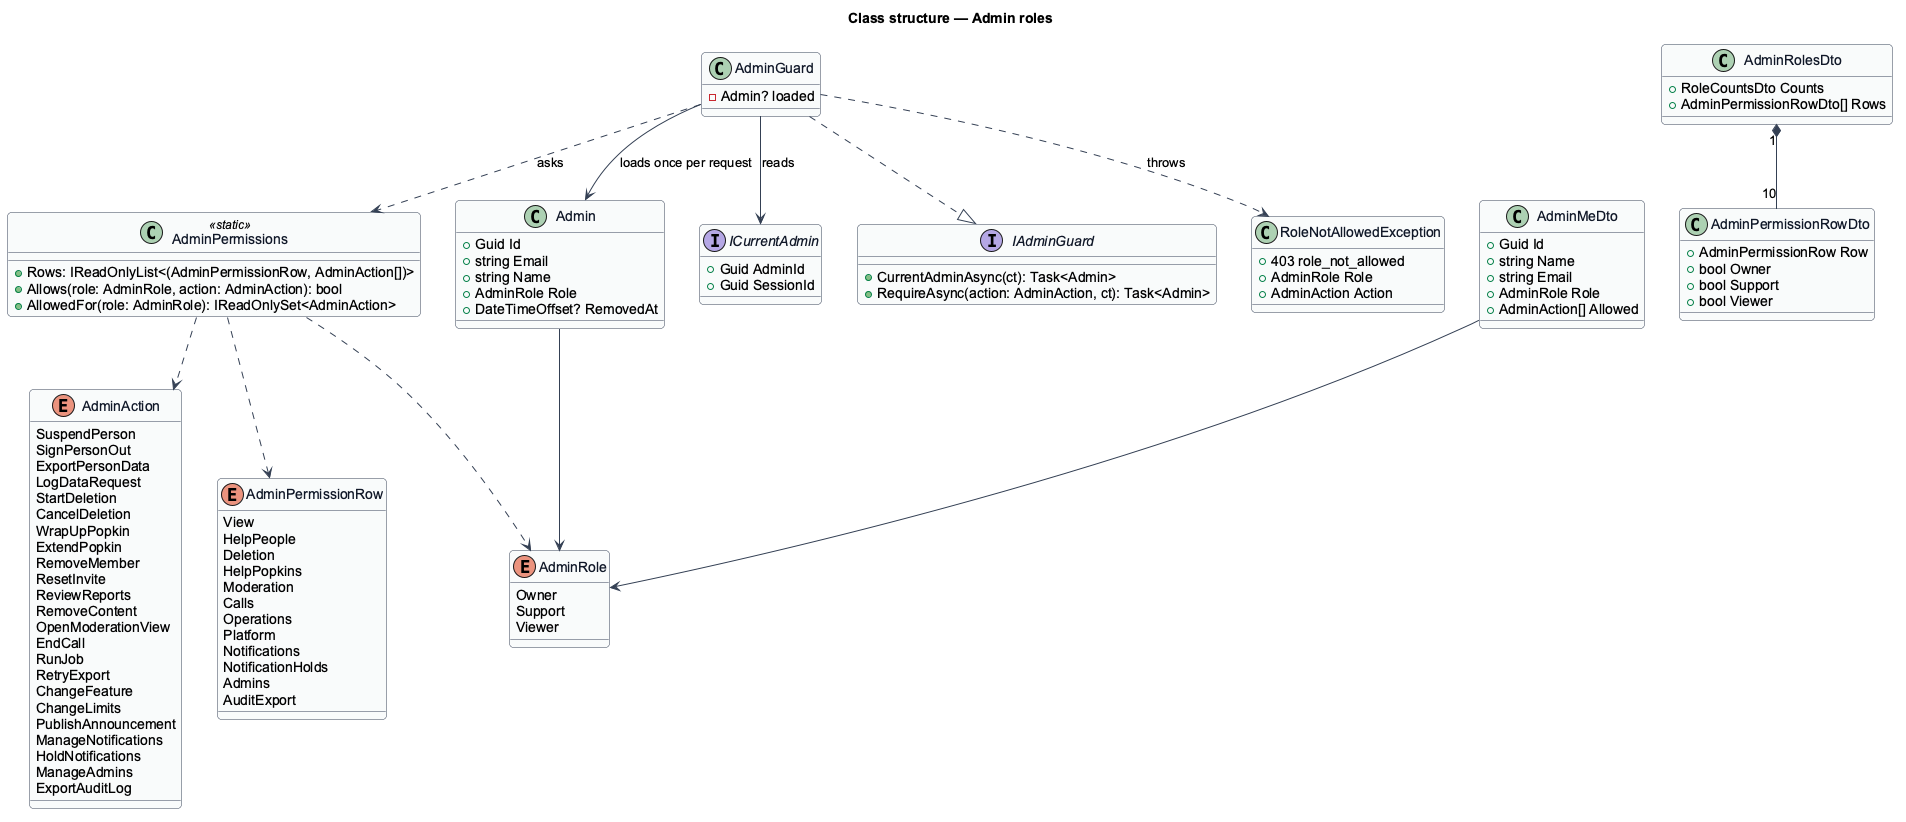 Class structure — Admin roles
AdminGuard
Admin? loaded
AdminRolesDto
RoleCountsDto Counts
AdminPermissionRowDto[] Rows
asks
loads once per request
reads
throws
1
10
«static»
AdminPermissions
Rows: IReadOnlyList<(AdminPermissionRow, AdminAction[])>
Allows(role: AdminRole, action: AdminAction): bool
AllowedFor(role: AdminRole): IReadOnlySet<AdminAction>
Admin
Guid Id
string Email
string Name
AdminRole Role
DateTimeOffset? RemovedAt
ICurrentAdmin
Guid AdminId
Guid SessionId
IAdminGuard
CurrentAdminAsync(ct): Task<Admin>
RequireAsync(action: AdminAction, ct): Task<Admin>
RoleNotAllowedException
403 role_not_allowed
AdminRole Role
AdminAction Action
AdminMeDto
Guid Id
string Name
string Email
AdminRole Role
AdminAction[] Allowed
AdminPermissionRowDto
AdminPermissionRow Row
bool Owner
bool Support
bool Viewer
AdminAction
SuspendPerson
SignPersonOut
ExportPersonData
LogDataRequest
StartDeletion
CancelDeletion
WrapUpPopkin
ExtendPopkin
RemoveMember
ResetInvite
ReviewReports
RemoveContent
OpenModerationView
EndCall
RunJob
RetryExport
ChangeFeature
ChangeLimits
PublishAnnouncement
ManageNotifications
HoldNotifications
ManageAdmins
ExportAuditLog
AdminPermissionRow
View
HelpPeople
Deletion
HelpPopkins
Moderation
Calls
Operations
Platform
Notifications
NotificationHolds
Admins
AuditExport
AdminRole
Owner
Support
Viewer